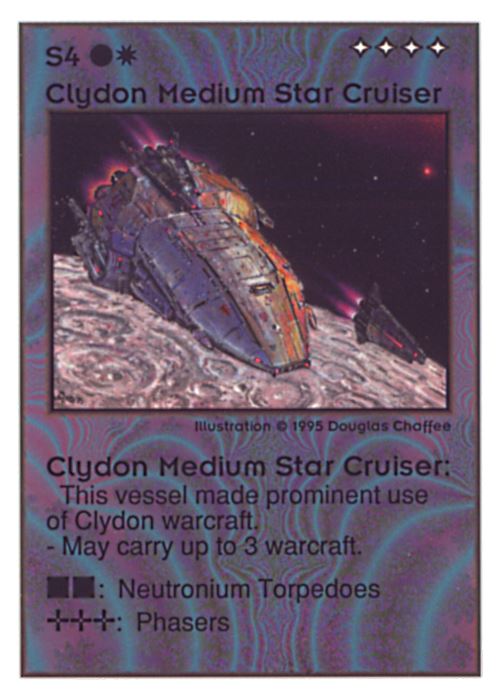 S4
Clydon Medium Star Cruiser
Illustration © 1995 Douglas Chaffee
Clydon Medium Star Cruiser:
This vessel made prominent use
of Clydon warcraft.
- May carry up to 3 warcraft.
: Neutronium Torpedoes
: Phasers